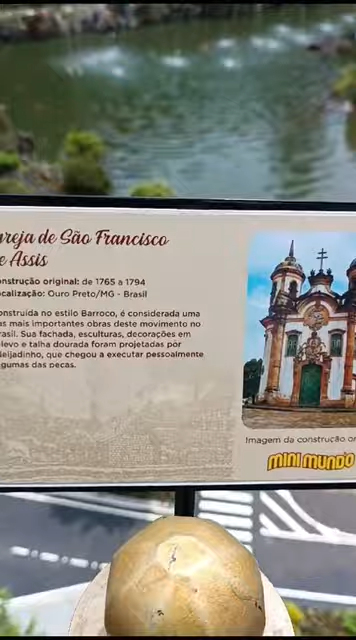 greja de São Francisco
e Assis
onstrução original: de 1765 a 1794
ocalização: Ouro Preto/MG - Brasil
onstruída no estilo Barroco, é considerada uma
as mais importantes obras deste movimento no
rasil. Sua fachada, esculturas, decorações em
levo e talha dourada foram projetadas por
leijadinho, que chegou a executar pessoalmente
gumas das peças.
Imagem da construção or
MINI MUNDO